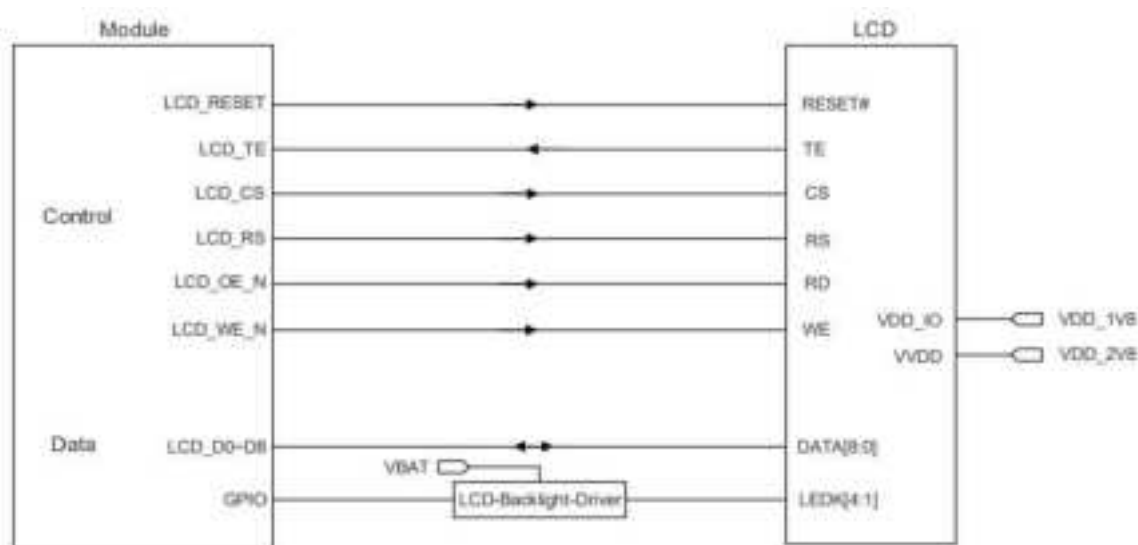 Module LCD
LCD_RESET RESET#
LCD_TE TE
LCD_CS CS
Control
LCD_RS RS
LCD_OE_N RD
LCD_WE_N WE
VDD_IO VDD_1V8
VVDD VDD_2V8
Data LCD_D0~D8 DATA[8:0]
VBAT
GPIO LCD-Backlight-Driver LEDK[4:1]